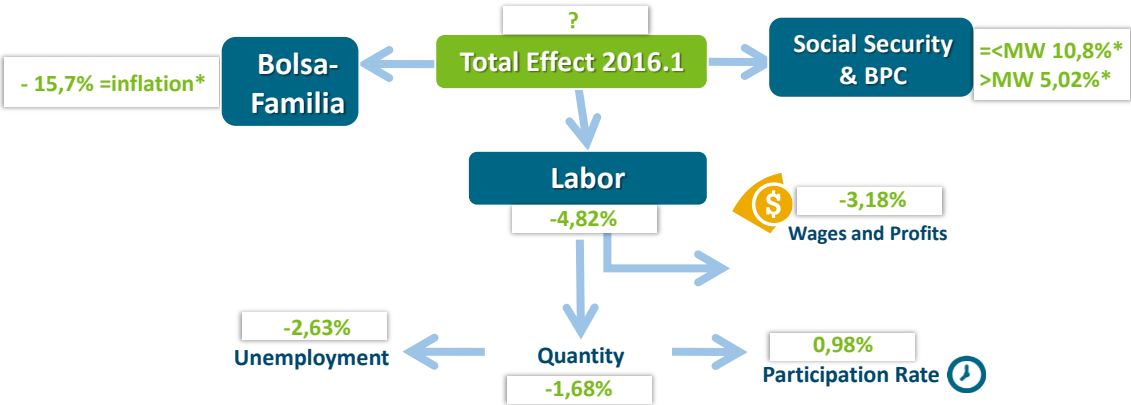 ?
Total Effect 2016.1
Bolsa-
Familia
- 15,7% =inflation*
Social Security
& BPC
=<MW 10,8%*
>MW 5,02%*
Labor
-4,82%
$
-3,18%
Wages and Profits
-2,63%
Unemployment
Quantity
-1,68%
0,98%
Participation Rate